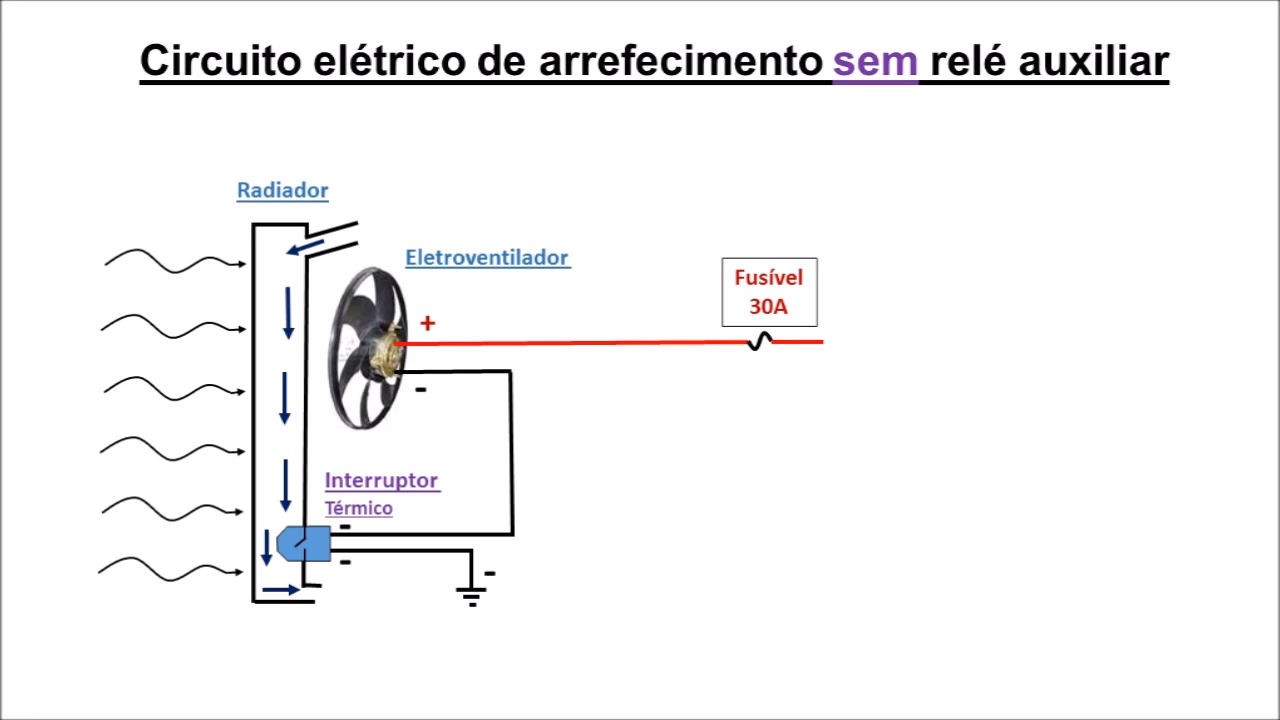 Circuito elétrico de arrefecimento sem relé auxiliar
Radiador
Eletroventilador
Fusível
30A
+
-
Interruptor
Térmico
-
-
-